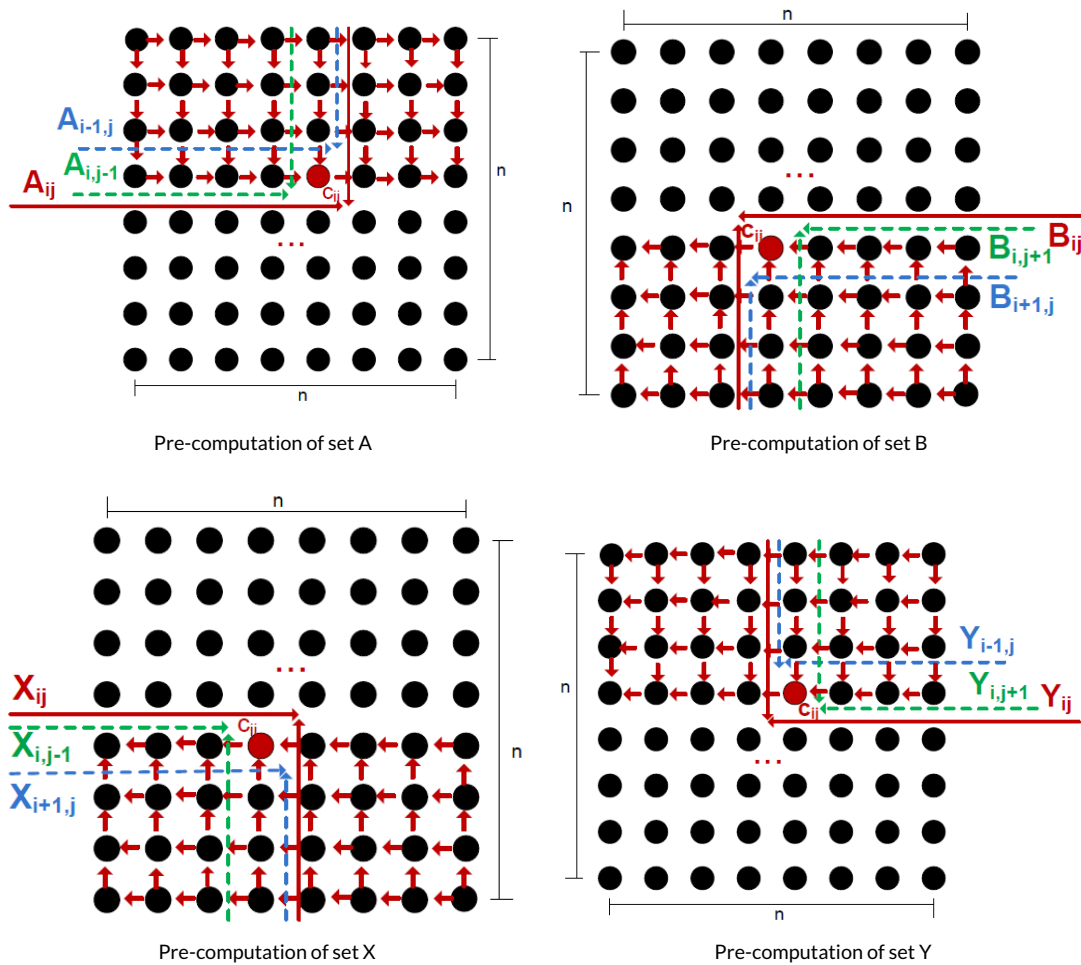 n
A_{i-1,j}
A_{i,j-1}
A_{ij}
C_{ij}
...
n
n
Pre-computation of set A
n
n
...
C_{ij}
B_{ij}
B_{i,j+1}
B_{i+1,j}
Pre-computation of set B
n
...
X_{ij}
C_{ij}
X_{i,j-1}
X_{i+1,j}
n
Pre-computation of set X
n
Y_{i-1,j}
Y_{i,j+1}
Y_{ij}
C_{ij}
...
n
Pre-computation of set Y